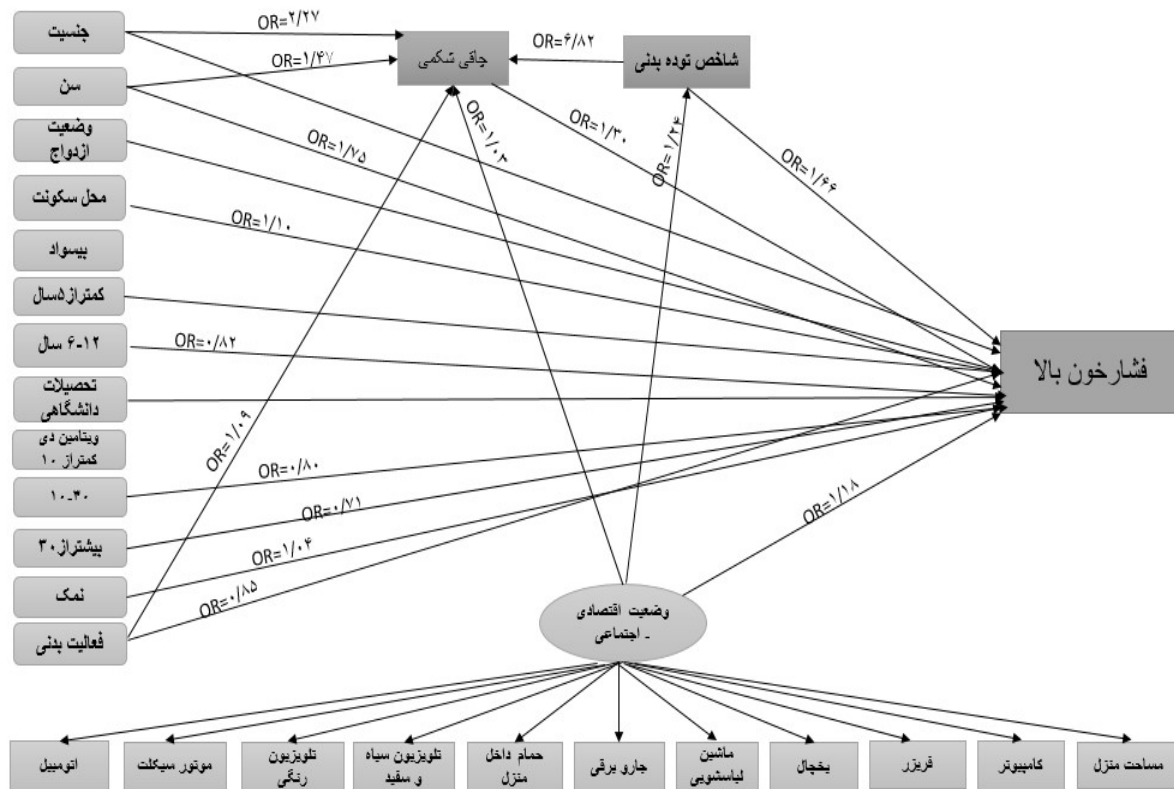 جنسیت
سن
وضعیت
ازدواج
محل سکونت
بیسواد
کمتراز۵سال
۶-۱۲ سال
تحصیلات
دانشگاهی
ویتامین دی
کمتراز ۱۰
۱۰-۳۰
بیشتراز۳۰
نمک
فعالیت بدنی
OR=۲/۲۷
OR=۱/۴۷
چاقی شکمی
OR=۶/۸۲
شاخص توده بدنی
OR=۱/۷۵
OR=۱/۰۳
OR=۱/۳۰
OR=۱/۲۴
OR=۱/۶۶
OR=۱/۱۰
OR=۰/۸۲
OR=۱/۰۹
OR=۰/۸۰
OR=۰/۷۱
OR=۱/۰۴
OR=۰/۸۵
OR=۱/۱۸
فشارخون بالا
وضعیت اقتصادی
- اجتماعی
مساحت منزل
کامپیوتر
فریزر
یخچال
ماشین
لباسشویی
جارو برقی
حمام داخل
منزل
تلویزیون سیاه
و سفید
تلویزیون
رنگی
موتور سیکلت
اتومبیل